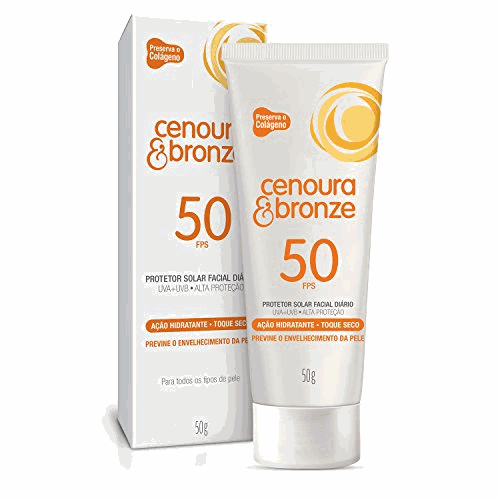 Preserva o
Colágeno
cenoura
&bronze
50
FPS
PROTETOR SOLAR FACIAL DIÁRIO
UVA+UVB • ALTA PROTEÇÃO
AÇÃO HIDRATANTE • TOQUE SECO
PREVINE O ENVELHECIMENTO DA PE
Para todos os tipos de pele
50g
Preserva o
Colágeno
cenoura
&bronze
50
FPS
PROTETOR SOLAR FACIAL DIÁRIO
UVA+UVB • ALTA PROTEÇÃO
AÇÃO HIDRATANTE • TOQUE SECO
PREVINE O ENVELHECIMENTO DA PELE
50g